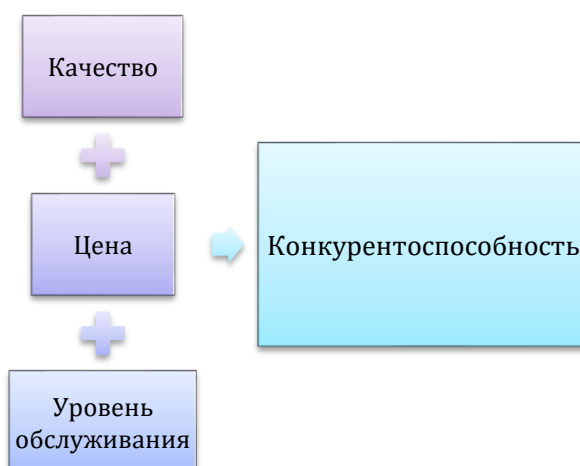 Качество
Цена
Конкурентоспособность
Уровень
обслуживания